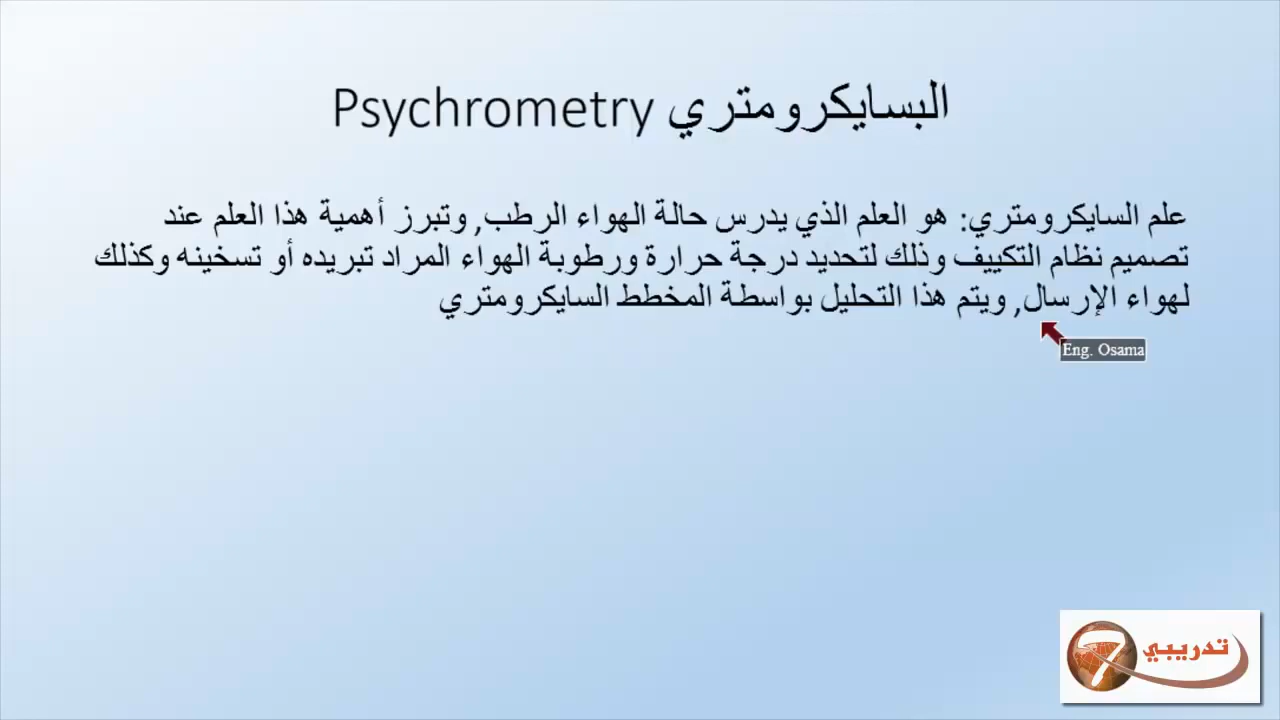 البسايكرومتري Psychrometry
علم السايكرومتري: هو العلم الذي يدرس حالة الهواء الرطب, وتبرز أهمية هذا العلم عند
تصميم نظام التكييف وذلك لتحديد درجة حرارة ورطوبة الهواء المراد تبريده أو تسخينه وكذلك
لهواء الإرسال, ويتم هذا التحليل بواسطة المخطط السايكرومتري
Eng. Osama
7 تدريبي